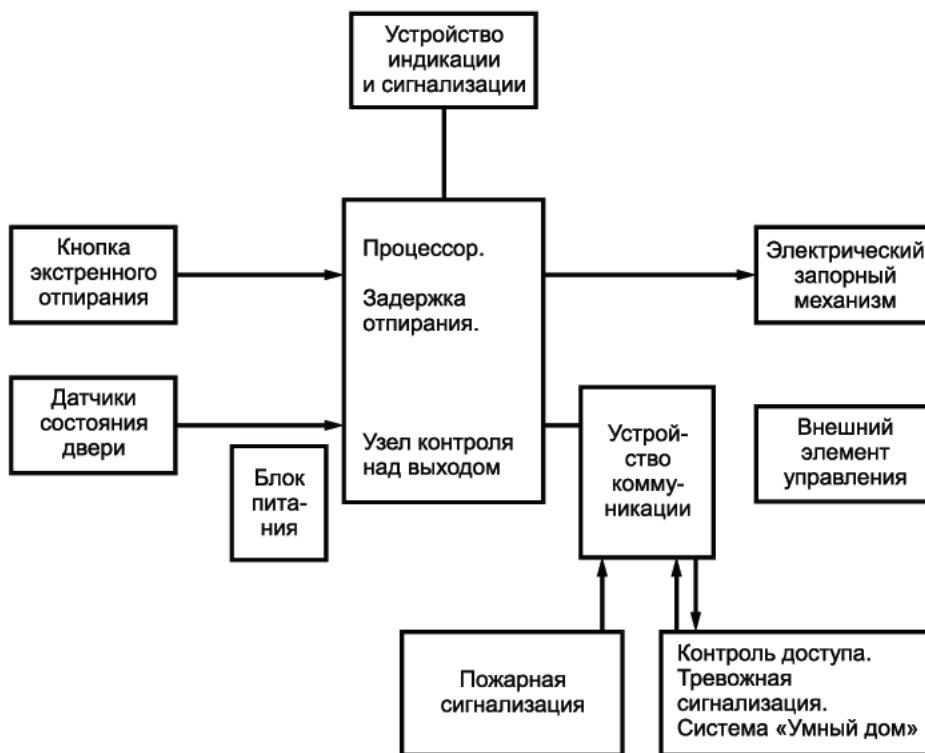 Устройство
индикации
и сигнализации
Кнопка
экстренного
отпирания
Процессор.
Задержка
отпирания.
Узел контроля
над выходом
Электрический
запорный
механизм
Датчики
состояния
двери
Блок
пита-
ния
Устрой-
ство
комму-
никации
Внешний
элемент
управления
Пожарная
сигнализация
Контроль доступа.
Тревожная
сигнализация.
Система «Умный дом»